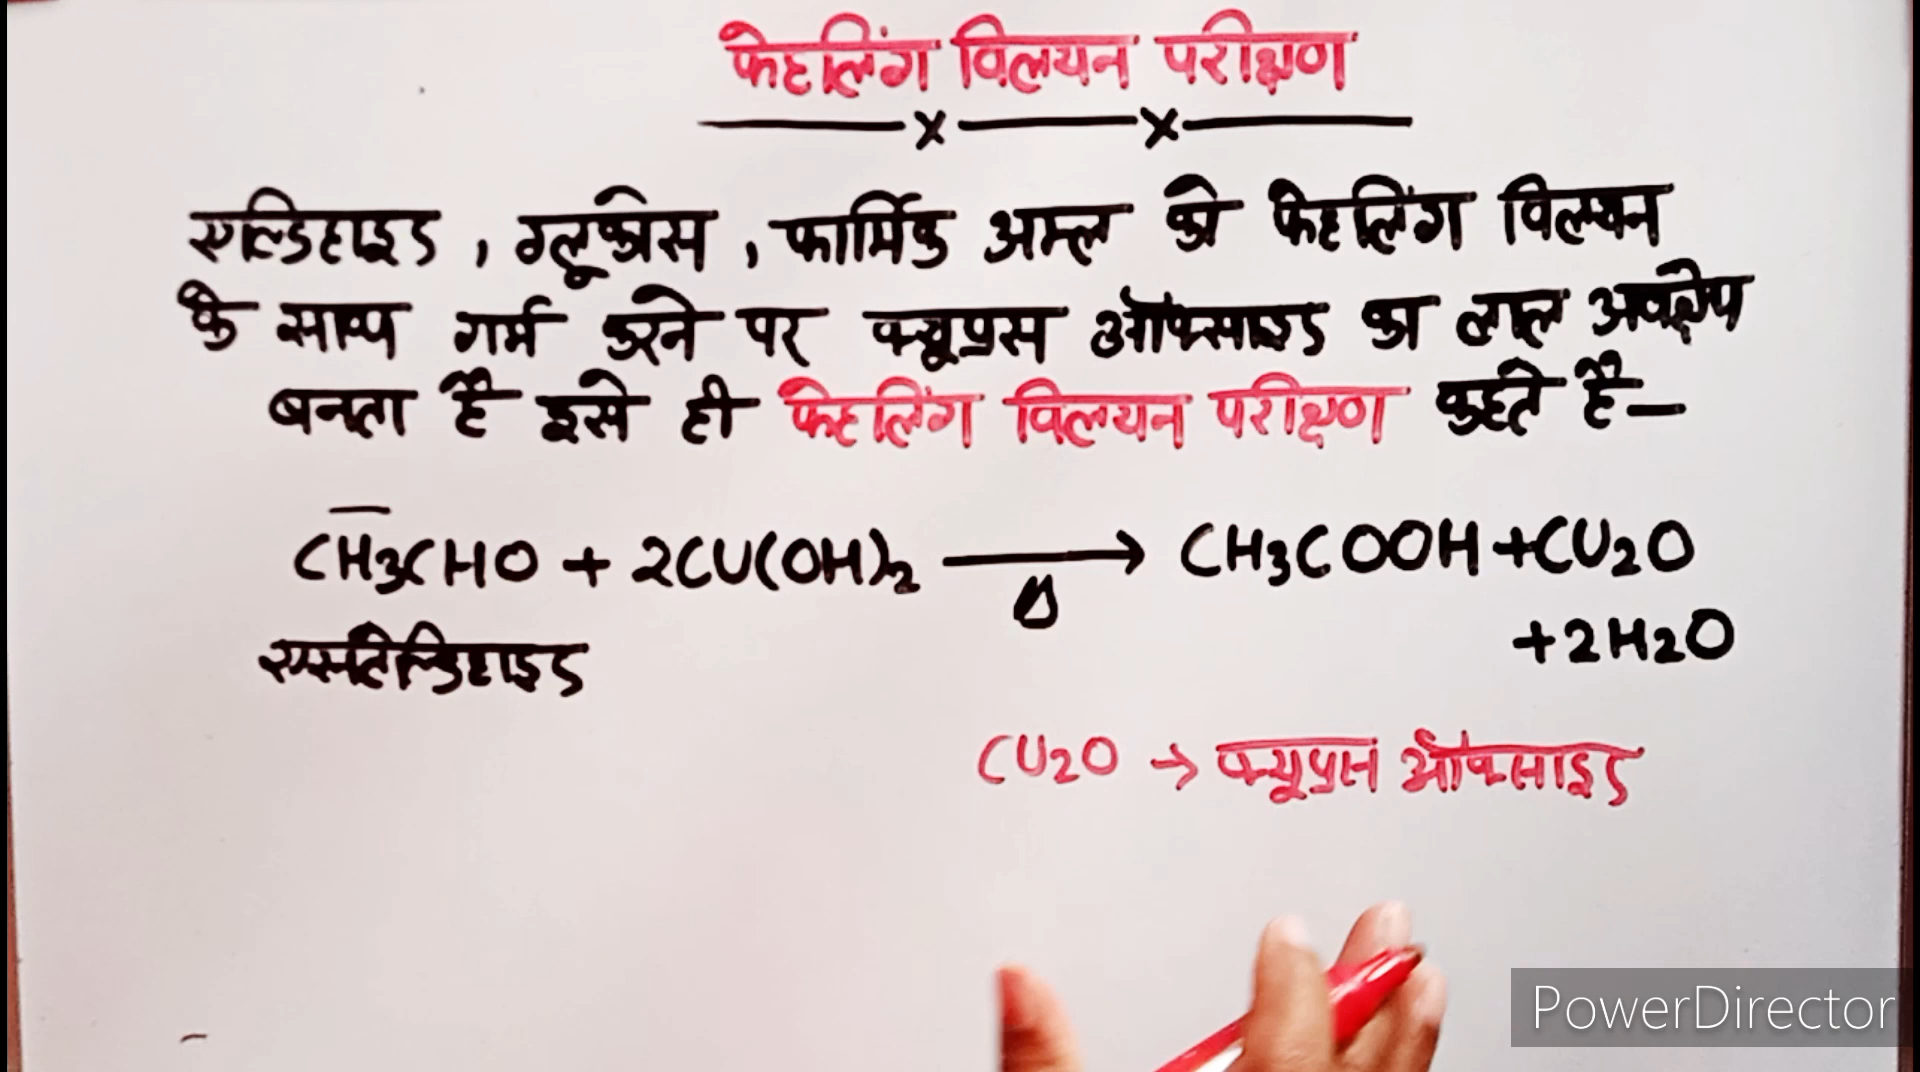 फेहलिंग विलयन परीक्षण
एल्डिहाइड, ग्लूकोस, फार्मिक अम्ल को फेहलिंग विलयन
के साथ गर्म करने पर क्यूप्रस ऑक्साइड का लाल अवक्षेप
बनता है इसे ही फेहलिंग विलयन परीक्षण कहते है—
CH3CHO + 2CU(OH)2 ⟶ CH3COOH + CU2O
Δ
+2H2O
एसीटेल्डिहाइड
CU2O → क्यूप्रस ऑक्साइड
PowerDirector